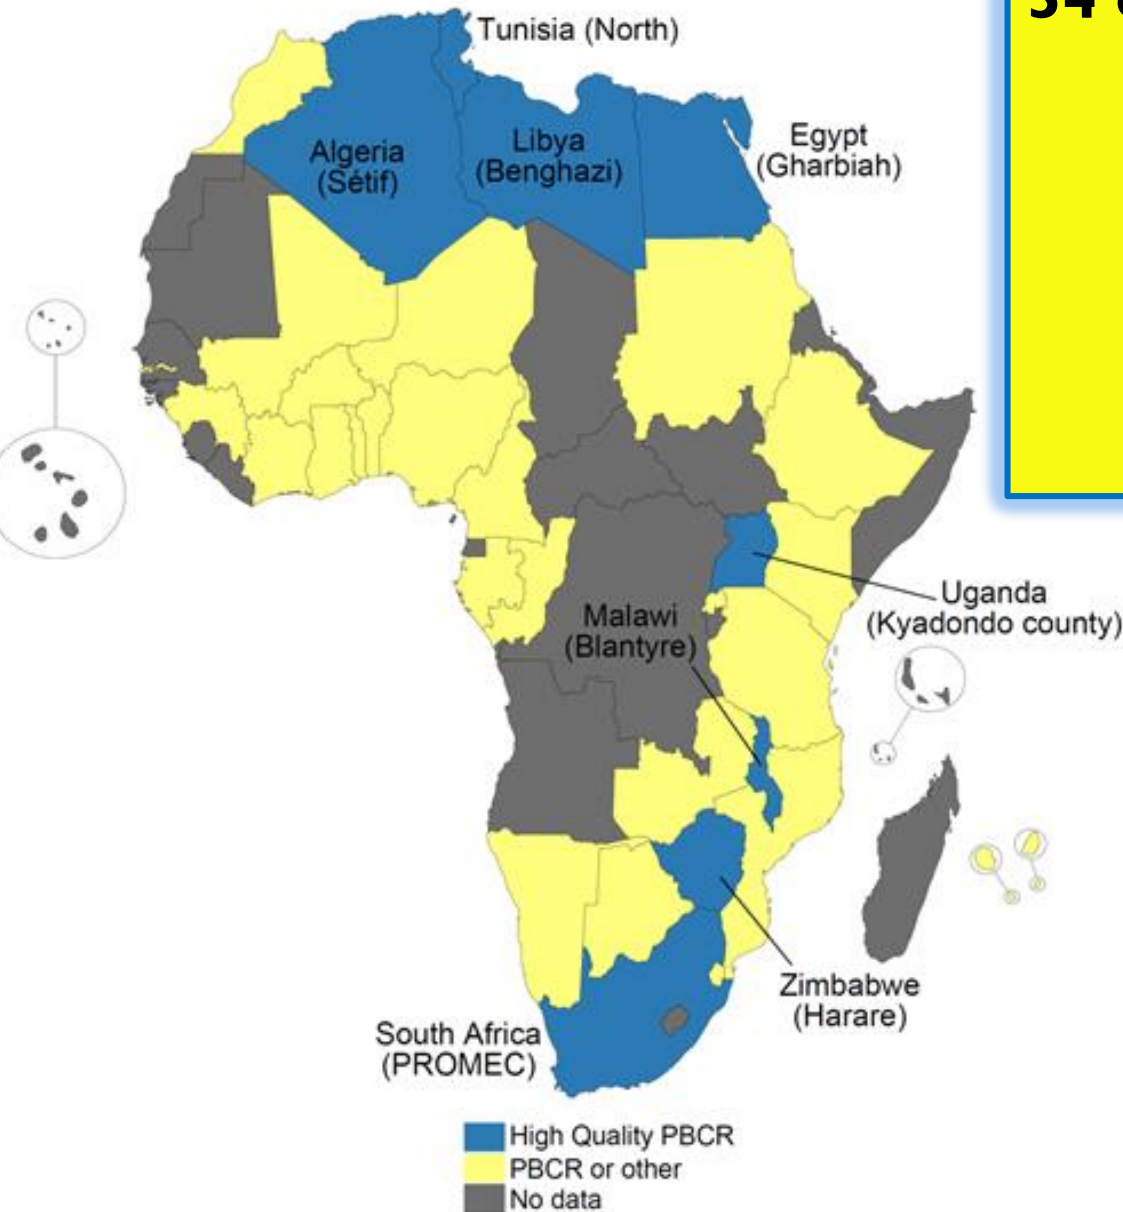 34
Tunisia (North)
Algeria
(Sétif)
Libya
(Benghazi)
Egypt
(Gharbiah)
Uganda
(Kyadondo county)
Malawi
(Blantyre)
Zimbabwe
(Harare)
South Africa
(PROMEC)
High Quality PBCR
PBCR or other
No data